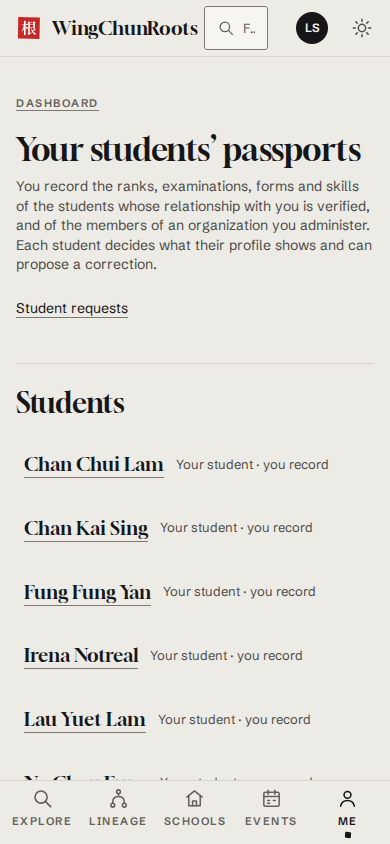 根 WingChunRoots F.. LS
DASHBOARD
Your students’ passports
You record the ranks, examinations, forms and skills
of the students whose relationship with you is verified,
and of the members of an organization you administer.
Each student decides what their profile shows and can
propose a correction.
Student requests
Students
Chan Chui Lam Your student · you record
Chan Kai Sing Your student · you record
Fung Fung Yan Your student · you record
Irena Notreal Your student · you record
Lau Yuet Lam Your student · you record
EXPLORE LINEAGE SCHOOLS EVENTS ME